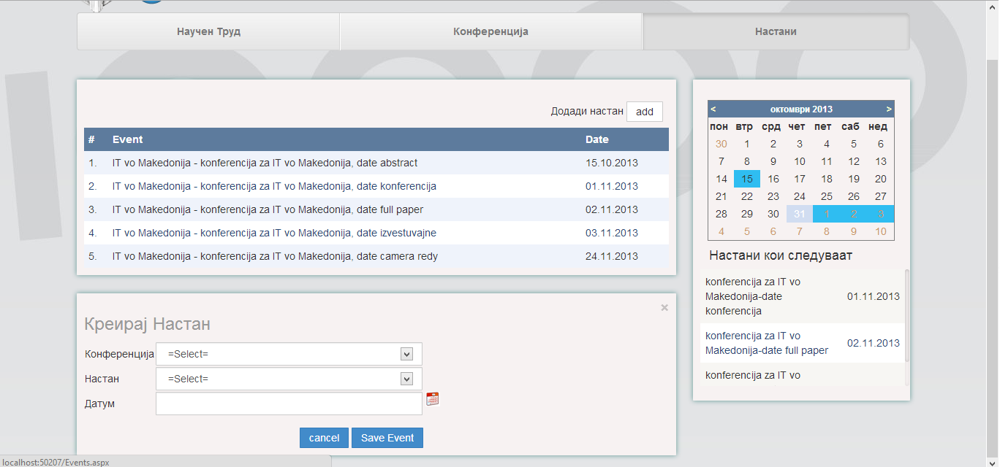 Научен Труд Конференција Настани
Додади настан add
# Event Date
1. IT vo Makedonija - konferencija za IT vo Makedonija, date abstract 15.10.2013
2. IT vo Makedonija - konferencija za IT vo Makedonija, date konferencija 01.11.2013
3. IT vo Makedonija - konferencija za IT vo Makedonija, date full paper 02.11.2013
4. IT vo Makedonija - konferencija za IT vo Makedonija, date izvestuvajne 03.11.2013
5. IT vo Makedonija - konferencija za IT vo Makedonija, date camera redy 24.11.2013
×
Креирај Настан
Конференција =Select=
Настан =Select=
Датум
cancel Save Event
< октомври 2013 >
пон втр срд чет пет саб нед
30 1 2 3 4 5 6
7 8 9 10 11 12 13
14 15 16 17 18 19 20
21 22 23 24 25 26 27
28 29 30 31 1 2 3
4 5 6 7 8 9 10
Настани кои следуваат
konferencija za IT vo
Makedonija-date 01.11.2013
konferencija
konferencija za IT vo
Makedonija-date full paper 02.11.2013
konferencija za IT vo
localhost:50207/Events.aspx